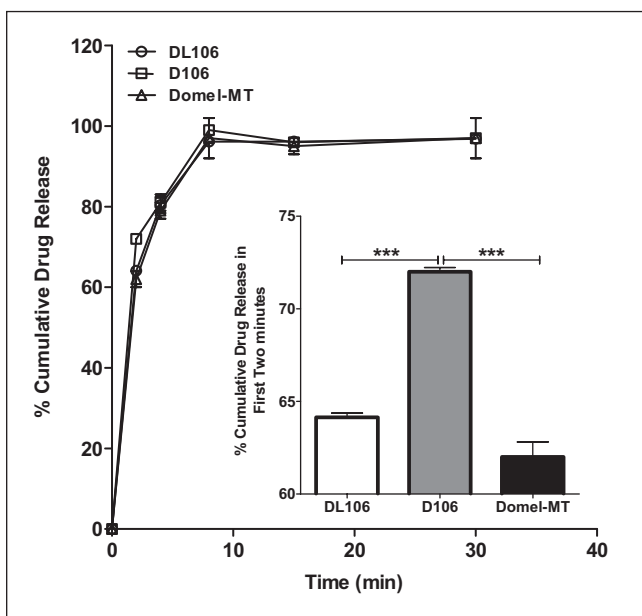 120
100
80
60
40
20
0
% Cumulative Drug Release
DL106
D106
Domel-MT
75
70
65
60
% Cumulative Drug Release in
First Two minutes
***
***
DL106
D106
Domel-MT
0
10
20
30
40
Time (min)